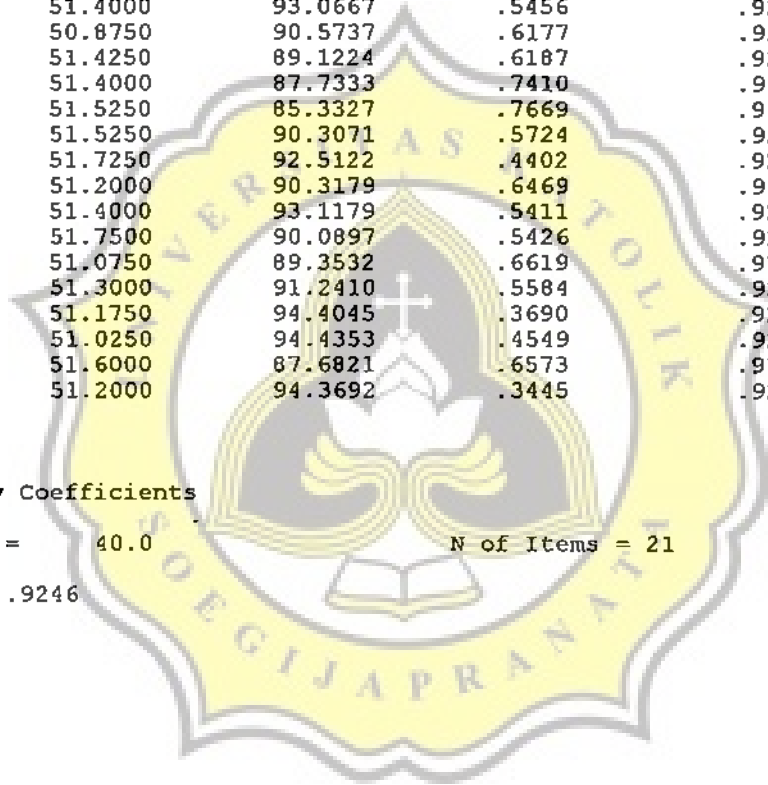 51.4000 93.0667 .5456
50.8750 90.5737 .6177
51.4250 89.1224 .6187
51.4000 87.7333 .7410
51.5250 85.3327 .7669
51.5250 90.3071 .5724
51.7250 92.5122 .4402
51.2000 90.3179 .6469
51.4000 93.1179 .5411
51.7500 90.0897 .5426
51.0750 89.3532 .6619
51.3000 91.2410 .5584
51.1750 94.4045 .3690
51.0250 94.4353 .4549
51.6000 87.6821 .6573
51.2000 94.3692 .3445
Coefficients
= 40.0 N of Items = 21
.9246
UNIVERSITAS KATOLIK
SOEGIJAPRANATA